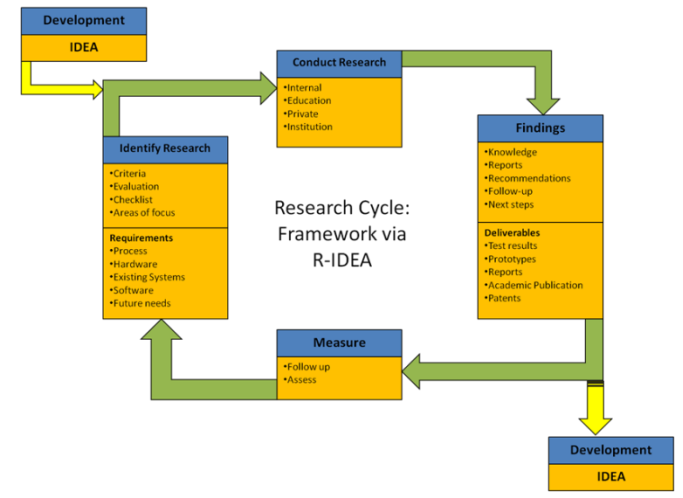 Development
IDEA
Conduct Research
•Internal
•Education
•Private
•Institution
Findings
•Knowledge
•Reports
•Recommendations
•Follow-up
•Next steps
Deliverables
•Test results
•Prototypes
•Reports
•Academic Publication
•Patents
Identify Research
•Criteria
•Evaluation
•Checklist
•Areas of focus
Requirements
•Process
•Hardware
•Existing Systems
•Software
•Future needs
Research Cycle:
Framework via
R-IDEA
Measure
•Follow up
•Assess
Development
IDEA